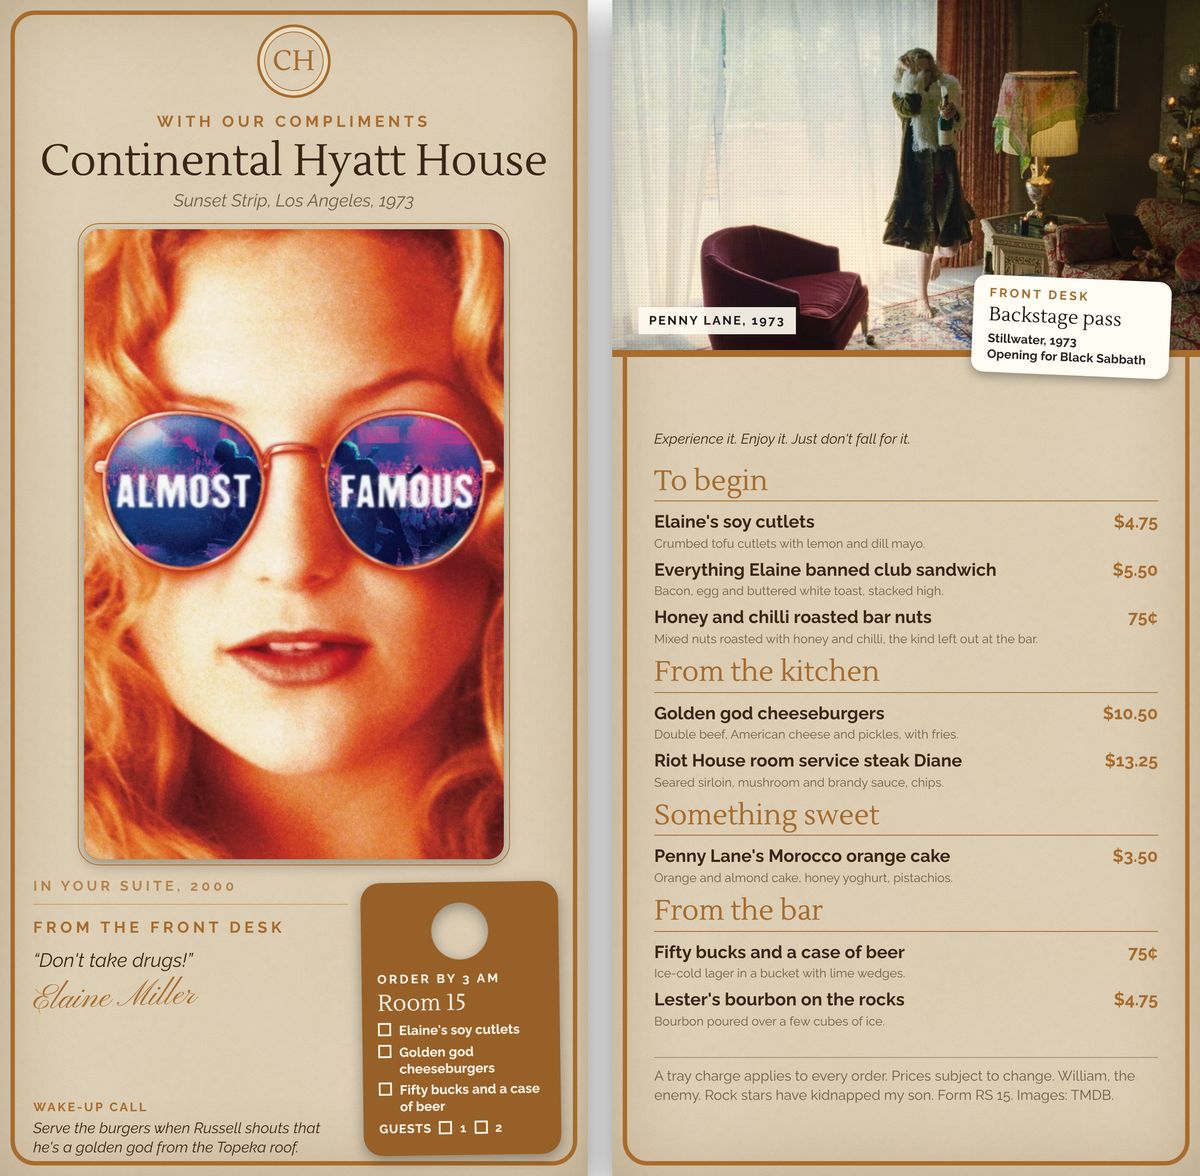 CH
WITH OUR COMPLIMENTS
Continental Hyatt House
Sunset Strip, Los Angeles, 1973
ALMOST FAMOUS
IN YOUR SUITE, 2000
FROM THE FRONT DESK
“Don't take drugs!”
Elaine Miller
WAKE-UP CALL
Serve the burgers when Russell shouts that
he's a golden god from the Topeka roof.
ORDER BY 3 AM
Room 15
Elaine's soy cutlets
Golden god
cheeseburgers
Fifty bucks and a case
of beer
GUESTS 1 2
PENNY LANE, 1973
FRONT DESK
Backstage pass
Stillwater, 1973
Opening for Black Sabbath
Experience it. Enjoy it. Just don't fall for it.
To begin
Elaine's soy cutlets $4.75
Crumbed tofu cutlets with lemon and dill mayo.
Everything Elaine banned club sandwich $5.50
Bacon, egg and buttered white toast, stacked high.
Honey and chilli roasted bar nuts 75¢
Mixed nuts roasted with honey and chilli, the kind left out at the bar.
From the kitchen
Golden god cheeseburgers $10.50
Double beef, American cheese and pickles, with fries.
Riot House room service steak Diane $13.25
Seared sirloin, mushroom and brandy sauce, chips.
Something sweet
Penny Lane's Morocco orange cake $3.50
Orange and almond cake, honey yoghurt, pistachios.
From the bar
Fifty bucks and a case of beer 75¢
Ice-cold lager in a bucket with lime wedges.
Lester's bourbon on the rocks $4.75
Bourbon poured over a few cubes of ice.
A tray charge applies to every order. Prices subject to change. William, the
enemy. Rock stars have kidnapped my son. Form RS 15. Images: TMDB.